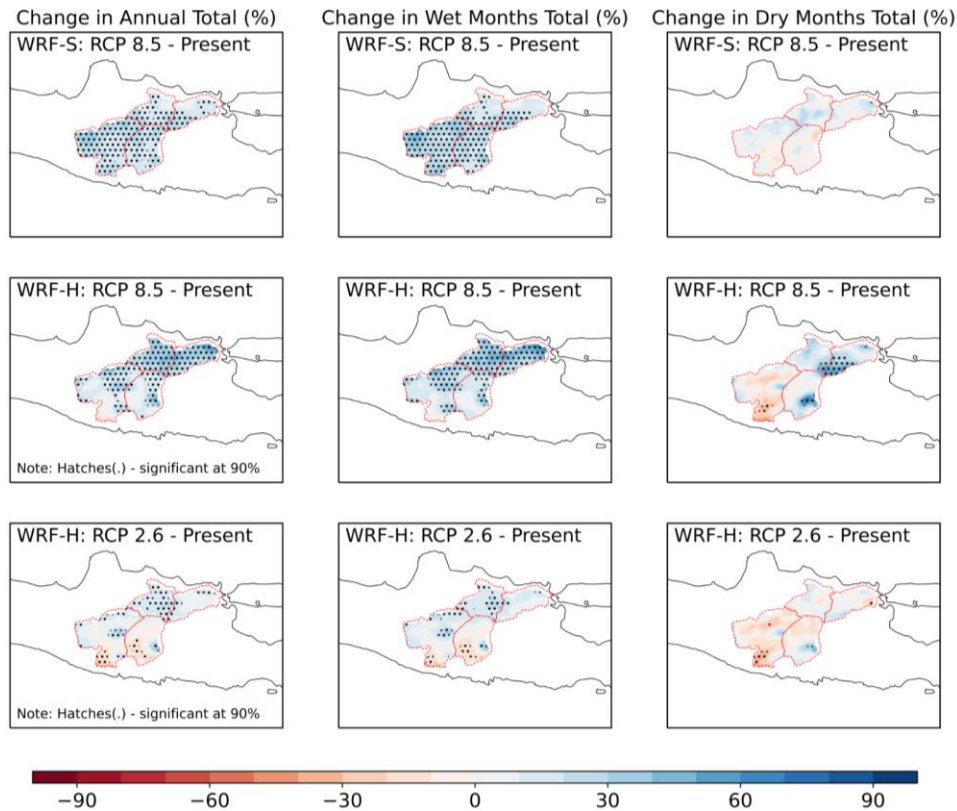 Change in Annual Total (%)
Change in Wet Months Total (%)
Change in Dry Months Total (%)
WRF-S: RCP 8.5 - Present
WRF-S: RCP 8.5 - Present
WRF-S: RCP 8.5 - Present
WRF-H: RCP 8.5 - Present
WRF-H: RCP 8.5 - Present
WRF-H: RCP 8.5 - Present
Note: Hatches(.) - significant at 90%
WRF-H: RCP 2.6 - Present
WRF-H: RCP 2.6 - Present
WRF-H: RCP 2.6 - Present
Note: Hatches(.) - significant at 90%
−90 −60 −30 0 30 60 90